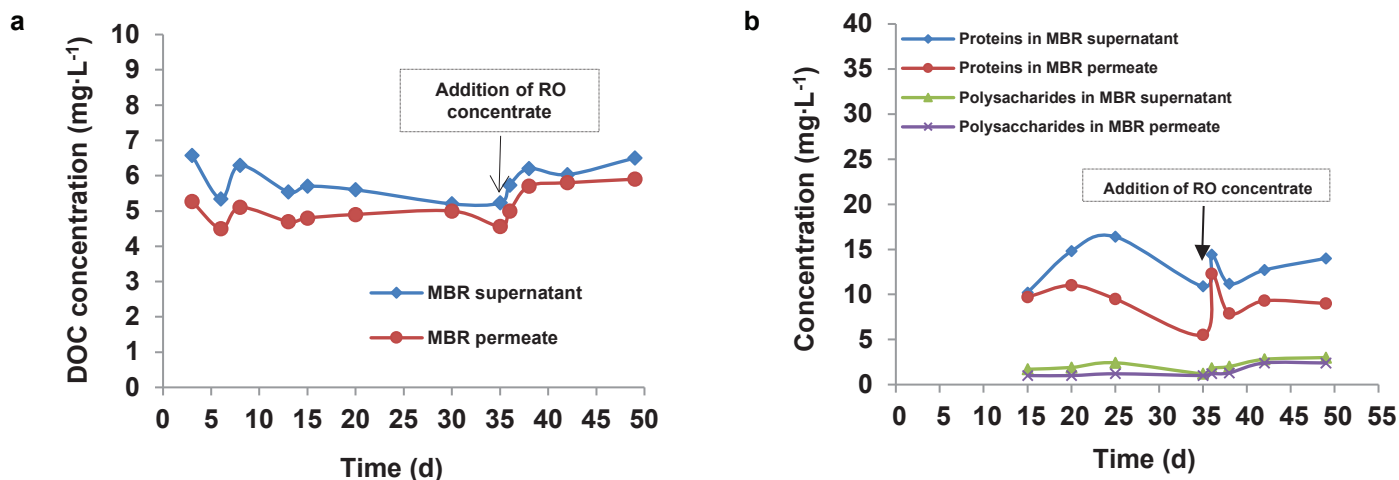 a
10
9
8
7
6
5
4
3
2
1
0
DOC concentration (mg·L-1)
Addition of RO
concentrate
MBR supernatant
MBR permeate
0 5 10 15 20 25 30 35 40 45 50
Time (d)
b
40
35
30
25
20
15
10
5
0
Concentration (mg·L-1)
Proteins in MBR supernatant
Proteins in MBR permeate
Polysacharides in MBR supernatant
Polysaccharides in MBR permeate
Addition of RO concentrate
0 5 10 15 20 25 30 35 40 45 50 55
Time (d)